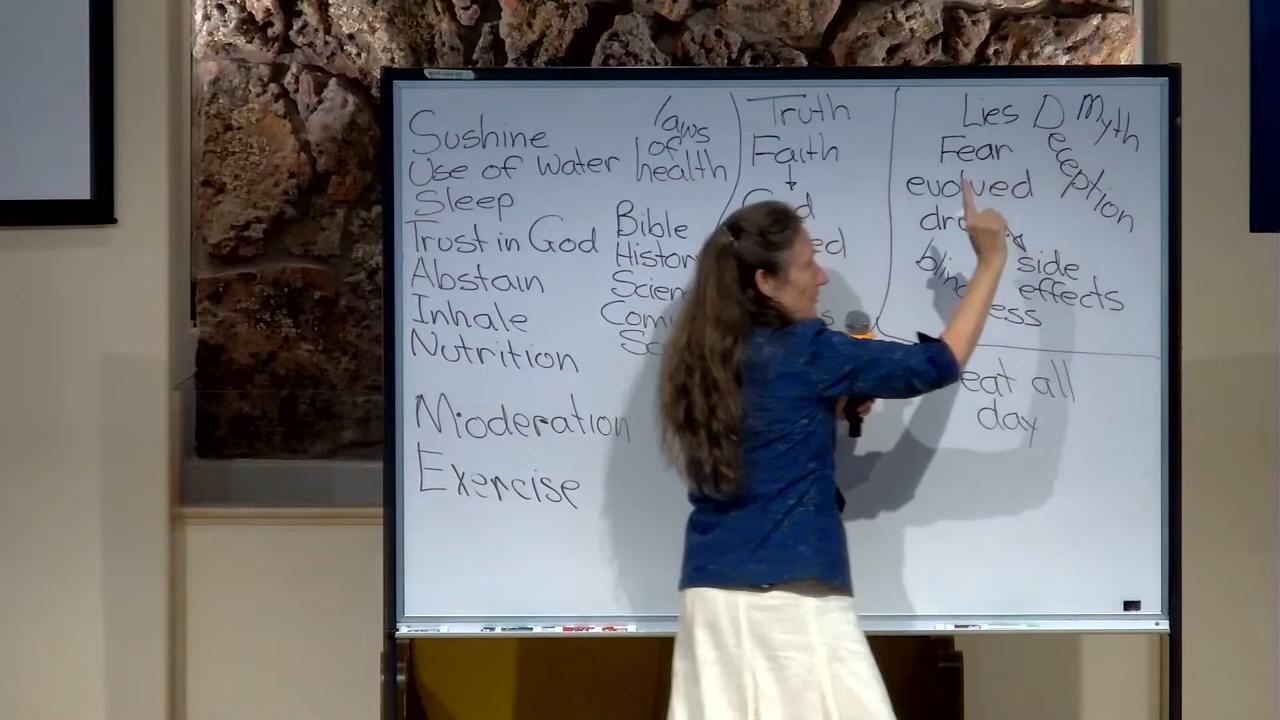 Sushine
Use of water
Sleep
Trust in God
Abstain
Inhale
Nutrition
Moderation
Exercise
laws
of
health
Bible
Truth
Faith
Lies Deception Myth
Fear
evolved
side
effects
eat all
day